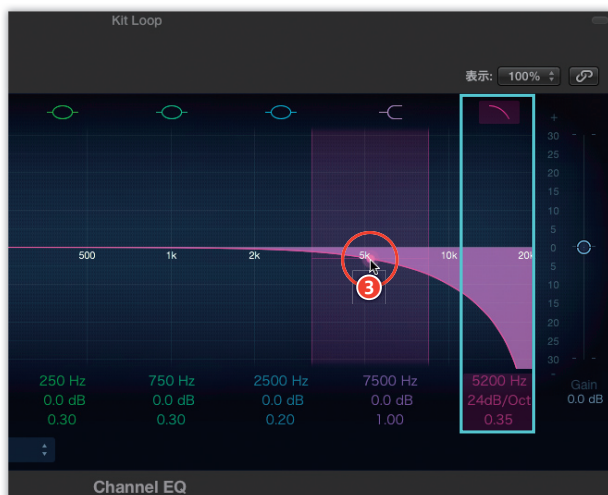 Kit Loop
表示: 100%
+
30
25
20
15
10
5
0
5
10
15
20
25
30
-
500 1k 2k 5k 10k 20k
3
250 Hz 750 Hz 2500 Hz 7500 Hz 5200 Hz
0.0 dB 0.0 dB 0.0 dB 0.0 dB 24dB/Oct
0.30 0.30 0.20 1.00 0.35
Gain
0.0 dB
Channel EQ